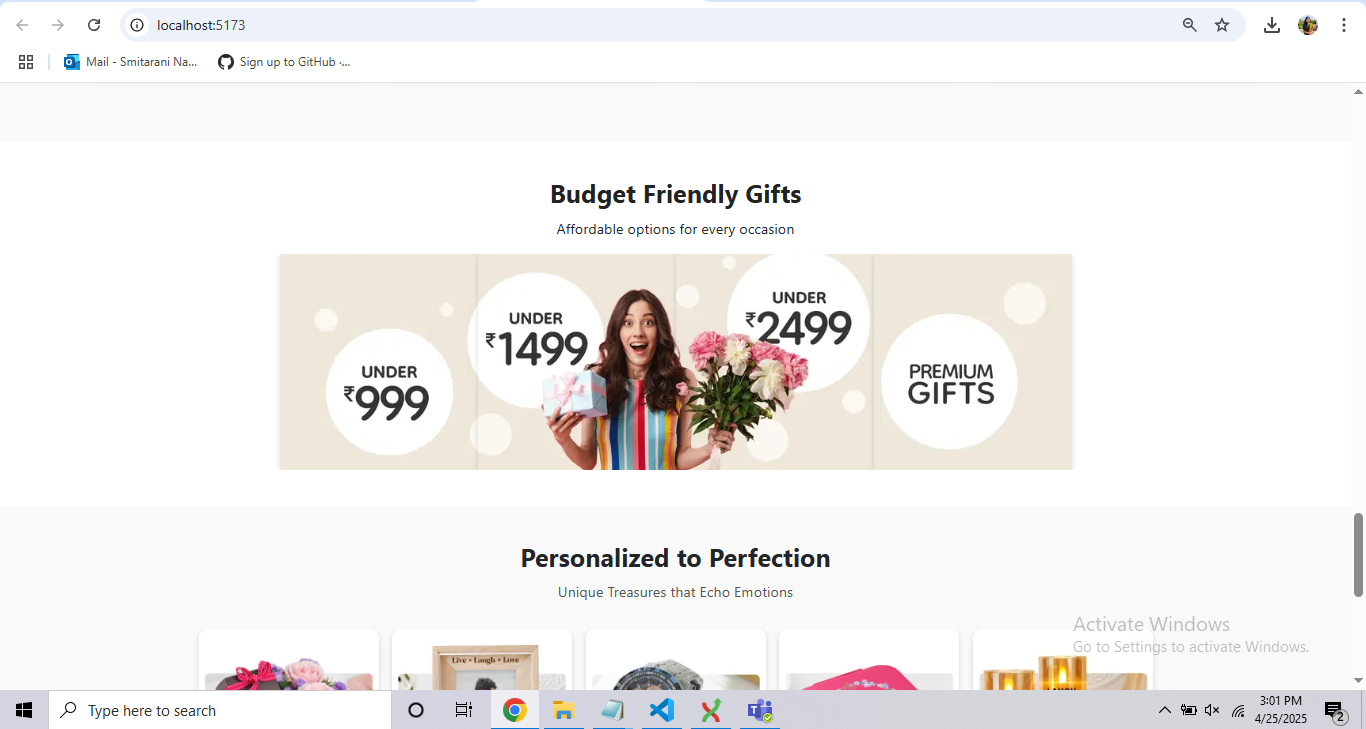 localhost:5173
Mail - Smitarani Na...
Sign up to GitHub ·...
Budget Friendly Gifts
Affordable options for every occasion
UNDER
₹999
UNDER
₹1499
UNDER
₹2499
PREMIUM
GIFTS
Personalized to Perfection
Unique Treasures that Echo Emotions
Live • Laugh • Love
Activate Windows
Go to Settings to activate Windows.
Type here to search
3:01 PM
4/25/2025
2